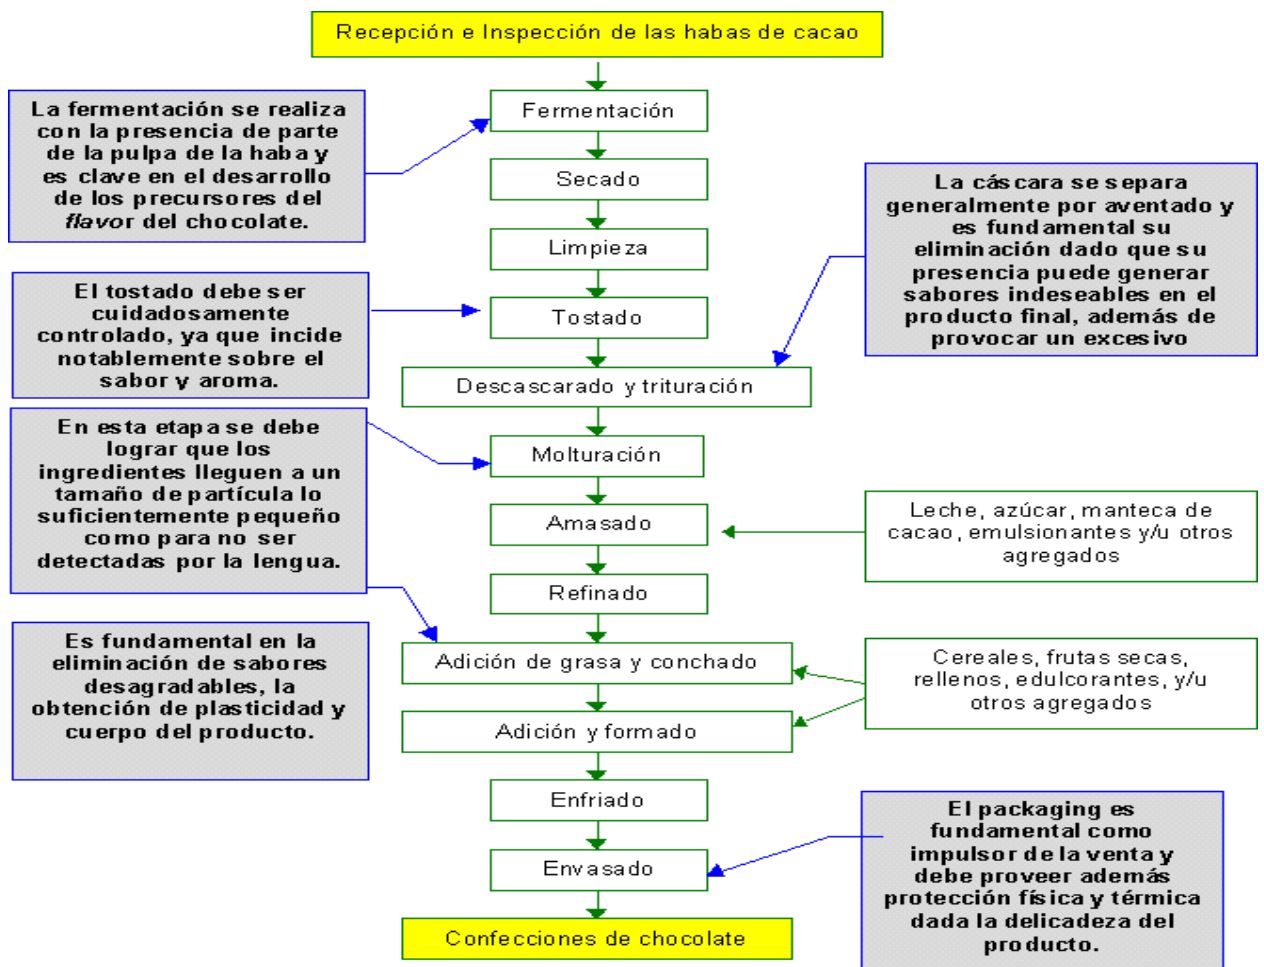 Recepción e Inspección de las habas de cacao
La fermentación se realiza
con la presencia de parte
de la pulpa de la haba y
es clave en el desarrollo
de los precursores del
flavor del chocolate.
Fermentación
Secado
La cáscara se separa
generalmente por aventado y
es fundamental su
eliminación dado que su
presencia puede generar
sabores indeseables en el
producto final, además de
provocar un excesivo
Limpieza
El tostado debe ser
cuidadosamente
controlado, ya que incide
notablemente sobre el
sabor y aroma.
Tostado
Descascarado y trituración
En esta etapa se debe
lograr que los
ingredientes lleguen a un
tamaño de partícula lo
suficientemente pequeño
como para no ser
detectadas por la lengua.
Molturación
Amasado
Leche, azúcar, manteca de
cacao, emulsionantes y/u otros
agregados
Refinado
Es fundamental en la
eliminación de sabores
desagradables, la
obtención de plasticidad y
cuerpo del producto.
Adición de grasa y conchado
Cereales, frutas secas,
rellenos, edulcorantes, y/u
otros agregados
Adición y formado
Enfriado
El packaging es
fundamental como
impulsor de la venta y
debe proveer además
protección física y térmica
dada la delicadeza del
producto.
Envasado
Confecciones de chocolate